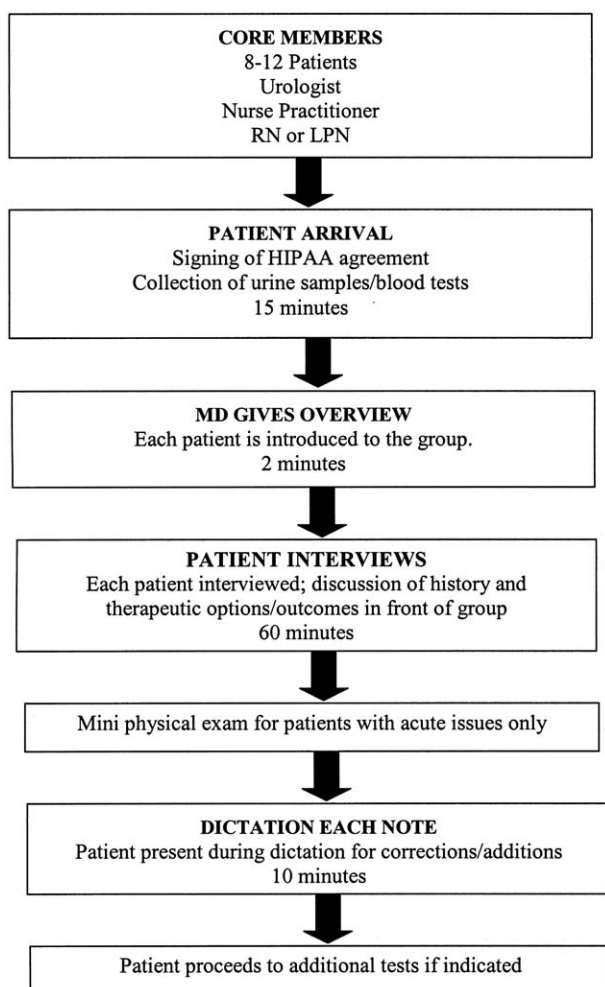 CORE MEMBERS
8-12 Patients
Urologist
Nurse Practitioner
RN or LPN
PATIENT ARRIVAL
Signing of HIPAA agreement
Collection of urine samples/blood tests
15 minutes
MD GIVES OVERVIEW
Each patient is introduced to the group.
2 minutes
PATIENT INTERVIEWS
Each patient interviewed; discussion of history and
therapeutic options/outcomes in front of group
60 minutes
Mini physical exam for patients with acute issues only
DICTATION EACH NOTE
Patient present during dictation for corrections/additions
10 minutes
Patient proceeds to additional tests if indicated